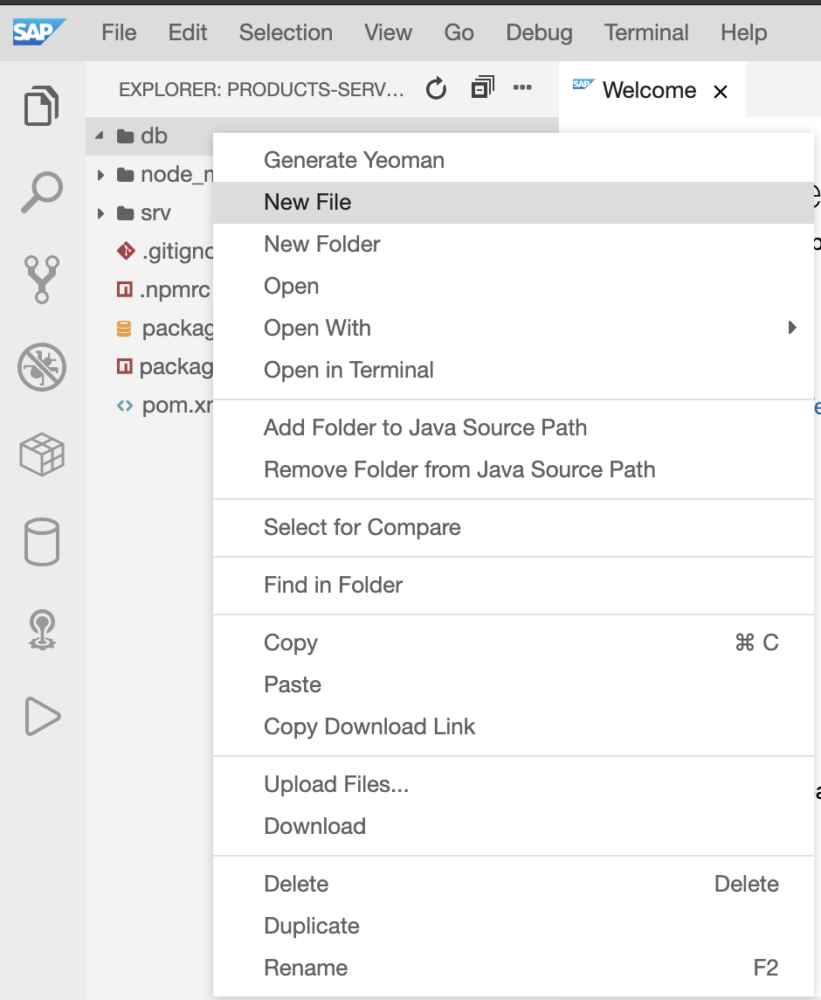 SAP File Edit Selection View Go Debug Terminal Help
EXPLORER: PRODUCTS-SERV... SAP Welcome
db
node_
srv
.gitign
.npmrc
packag
packag
pom.x
Generate Yeoman
New File
New Folder
Open
Open With
Open in Terminal
Add Folder to Java Source Path
Remove Folder from Java Source Path
Select for Compare
Find in Folder
Copy ⌘ C
Paste
Copy Download Link
Upload Files...
Download
Delete Delete
Duplicate
Rename F2